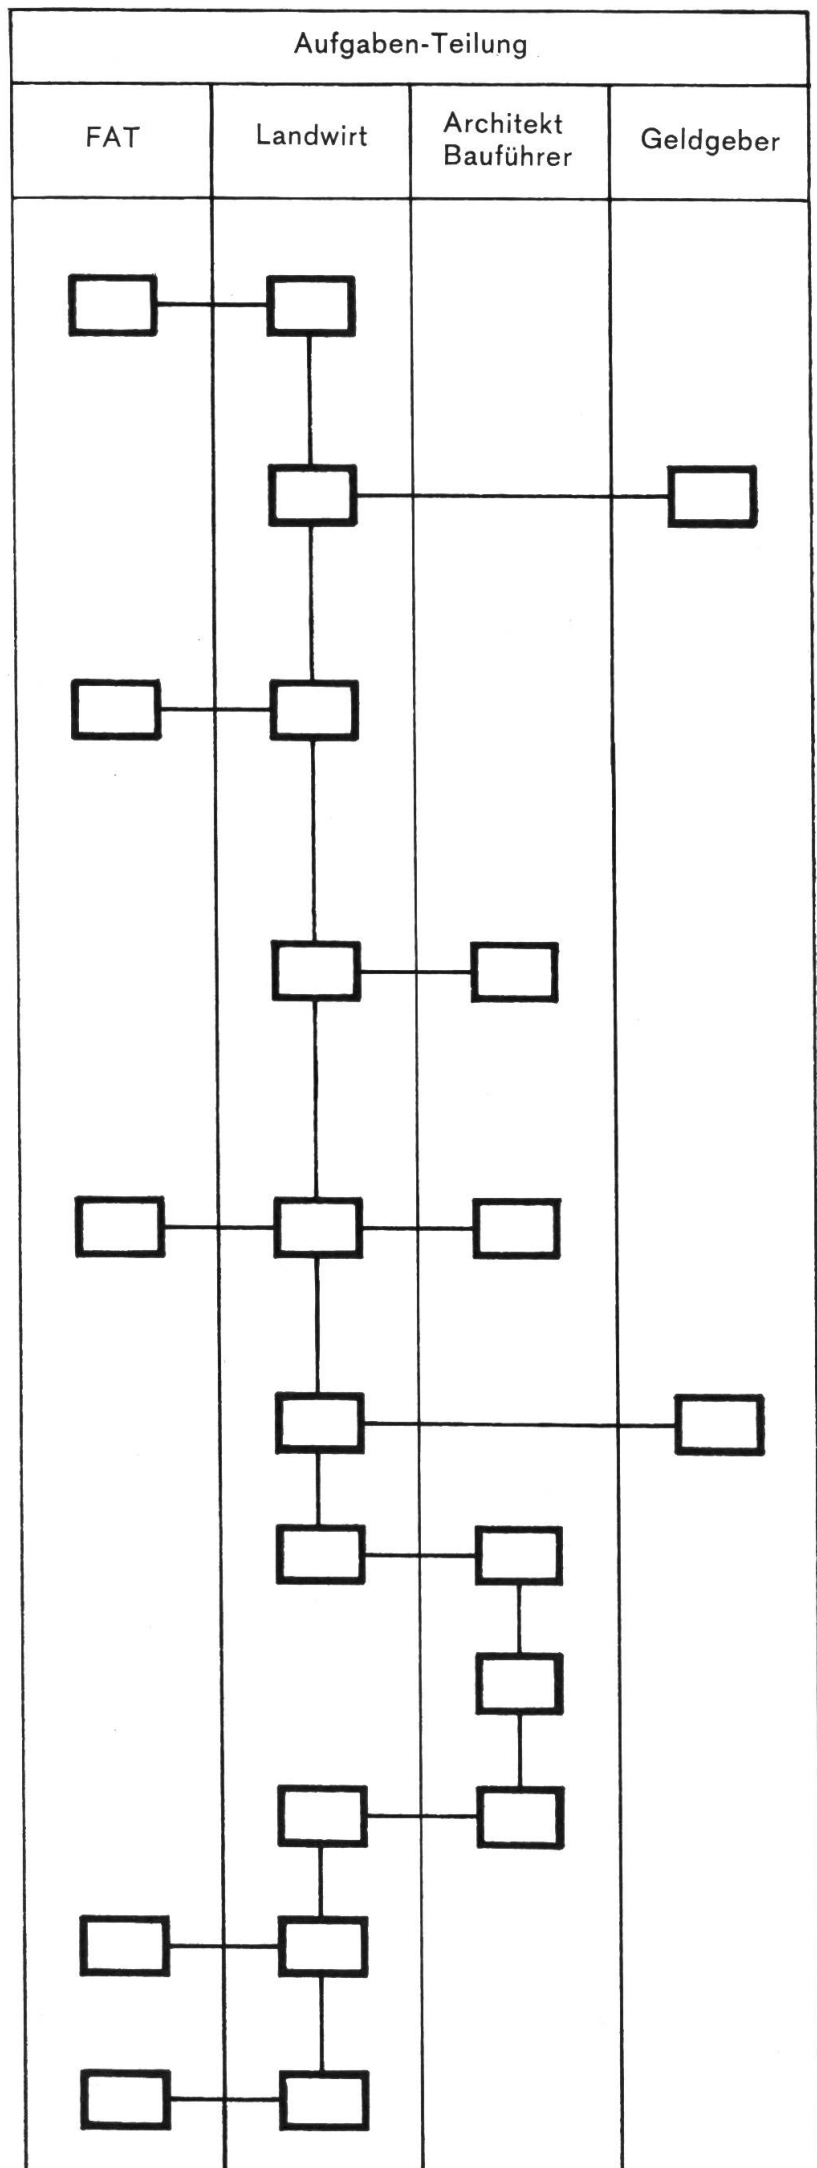 Aufgaben-Teilung
FAT
Landwirt
Architekt
Bauführer
Geldgeber